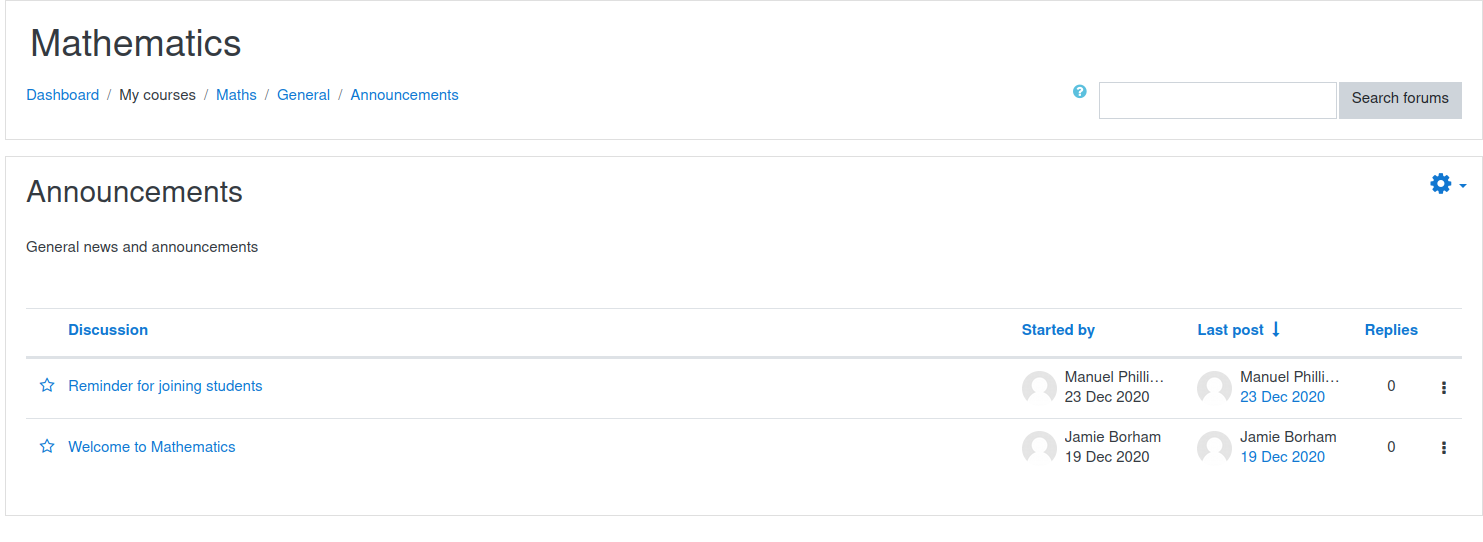 Mathematics
Dashboard / My courses / Maths / General / Announcements
Search forums
Announcements
General news and announcements
Discussion Started by Last post Replies
Reminder for joining students Manuel Philli… Manuel Philli… 0
23 Dec 2020 23 Dec 2020
Welcome to Mathematics Jamie Borham Jamie Borham 0
19 Dec 2020 19 Dec 2020